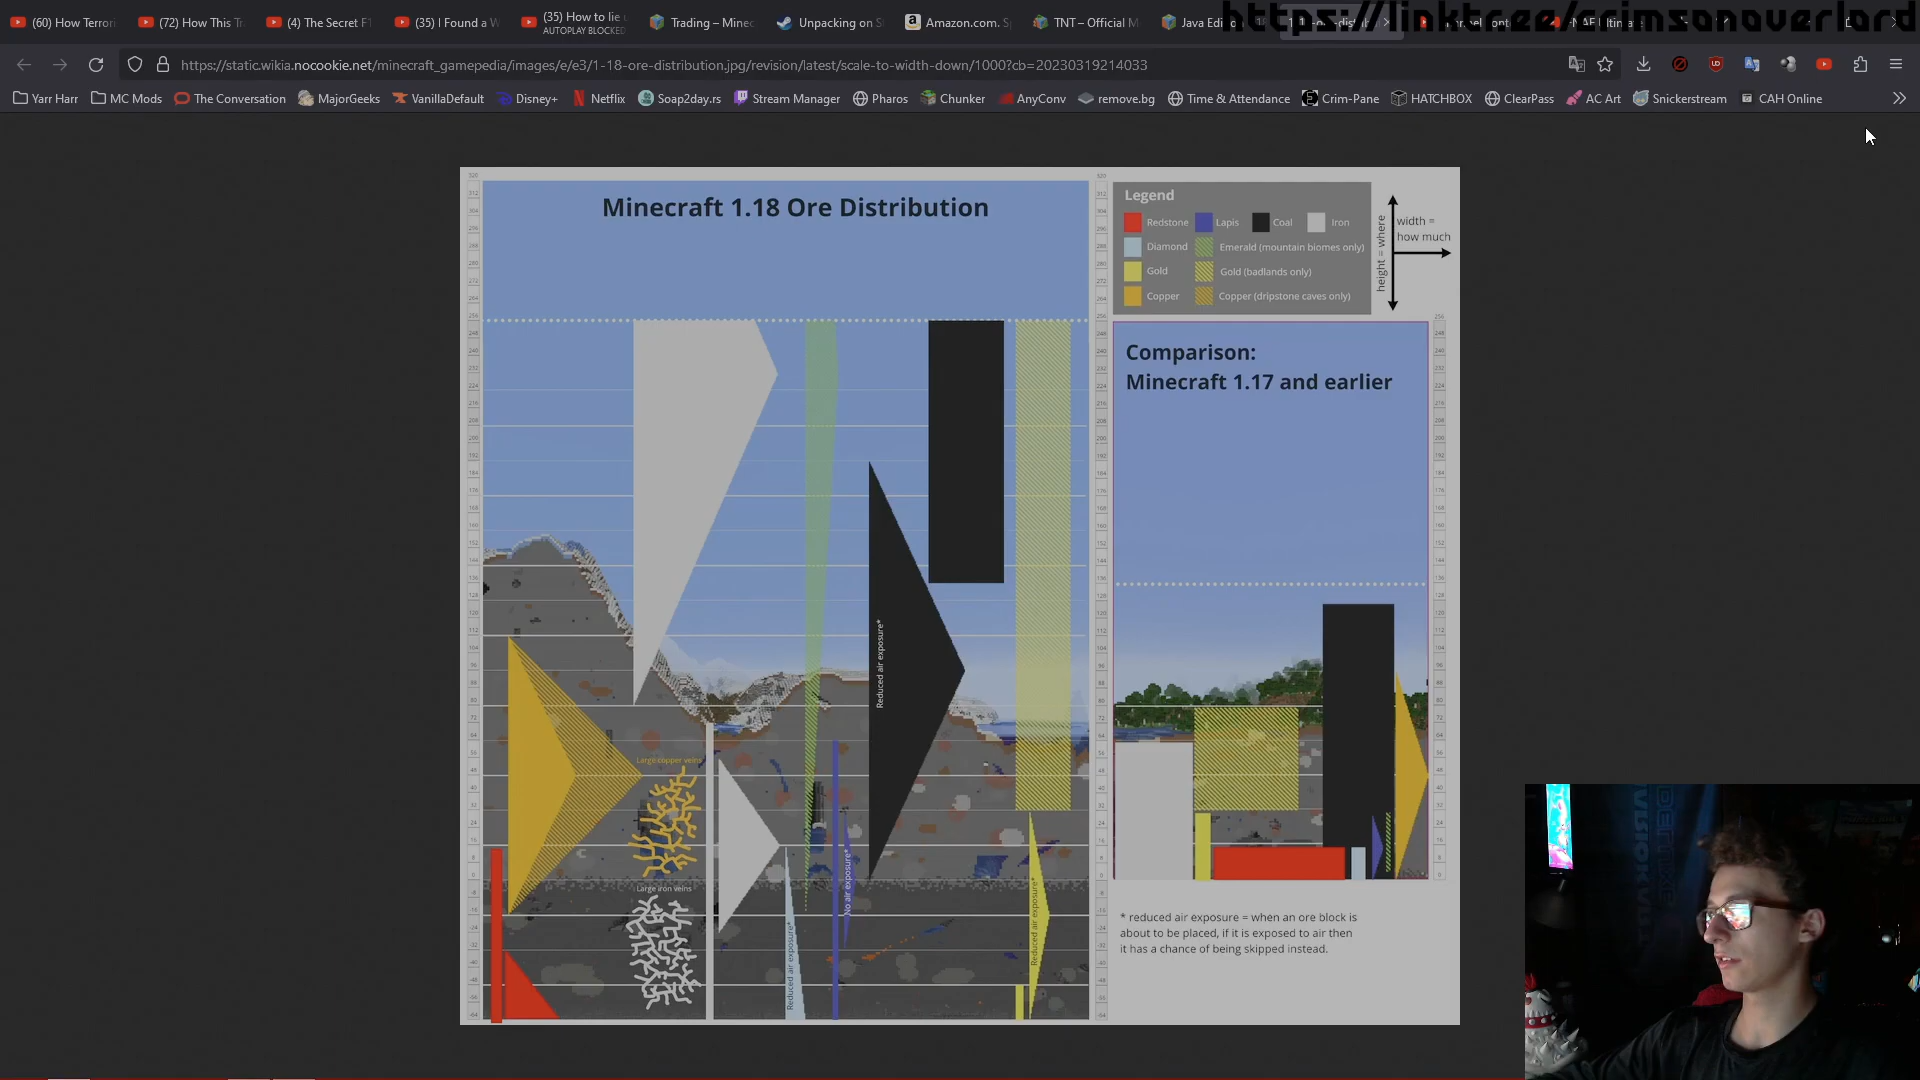 (60) How Terrori
(72) How This Tr
(4) The Secret F1
(35) I Found a W
(35) How to lie u
AUTOPLAY BLOCKED
Trading – Minec
Unpacking on S
Amazon.com. Sp
TNT – Official M
Java Edi
https://linktree/crimsonoverlord
https://static.wikia.nocookie.net/minecraft_gamepedia/images/e/e3/1-18-ore-distribution.jpg/revision/latest/scale-to-width-down/1000?cb=20230319214033
Yarr Harr
MC Mods
The Conversation
MajorGeeks
VanillaDefault
Disney+
Netflix
Soap2day.rs
Stream Manager
Pharos
Chunker
AnyConv
remove.bg
Time & Attendance
Crim-Pane
HATCHBOX
ClearPass
AC Art
Snickerstream
CAH Online
Minecraft 1.18 Ore Distribution
Legend
Redstone
Lapis
Coal
Iron
Diamond
Emerald (mountain biomes only)
Gold
Gold (badlands only)
Copper
Copper (dripstone caves only)
height = where
width =
how much
Comparison:
Minecraft 1.17 and earlier
Reduced air exposure*
Large copper veins
No air exposure*
Large iron veins
Reduced air exposure*
Reduced air exposure*
* reduced air exposure = when an ore block is
about to be placed, if it is exposed to air then
it has a chance of being skipped instead.